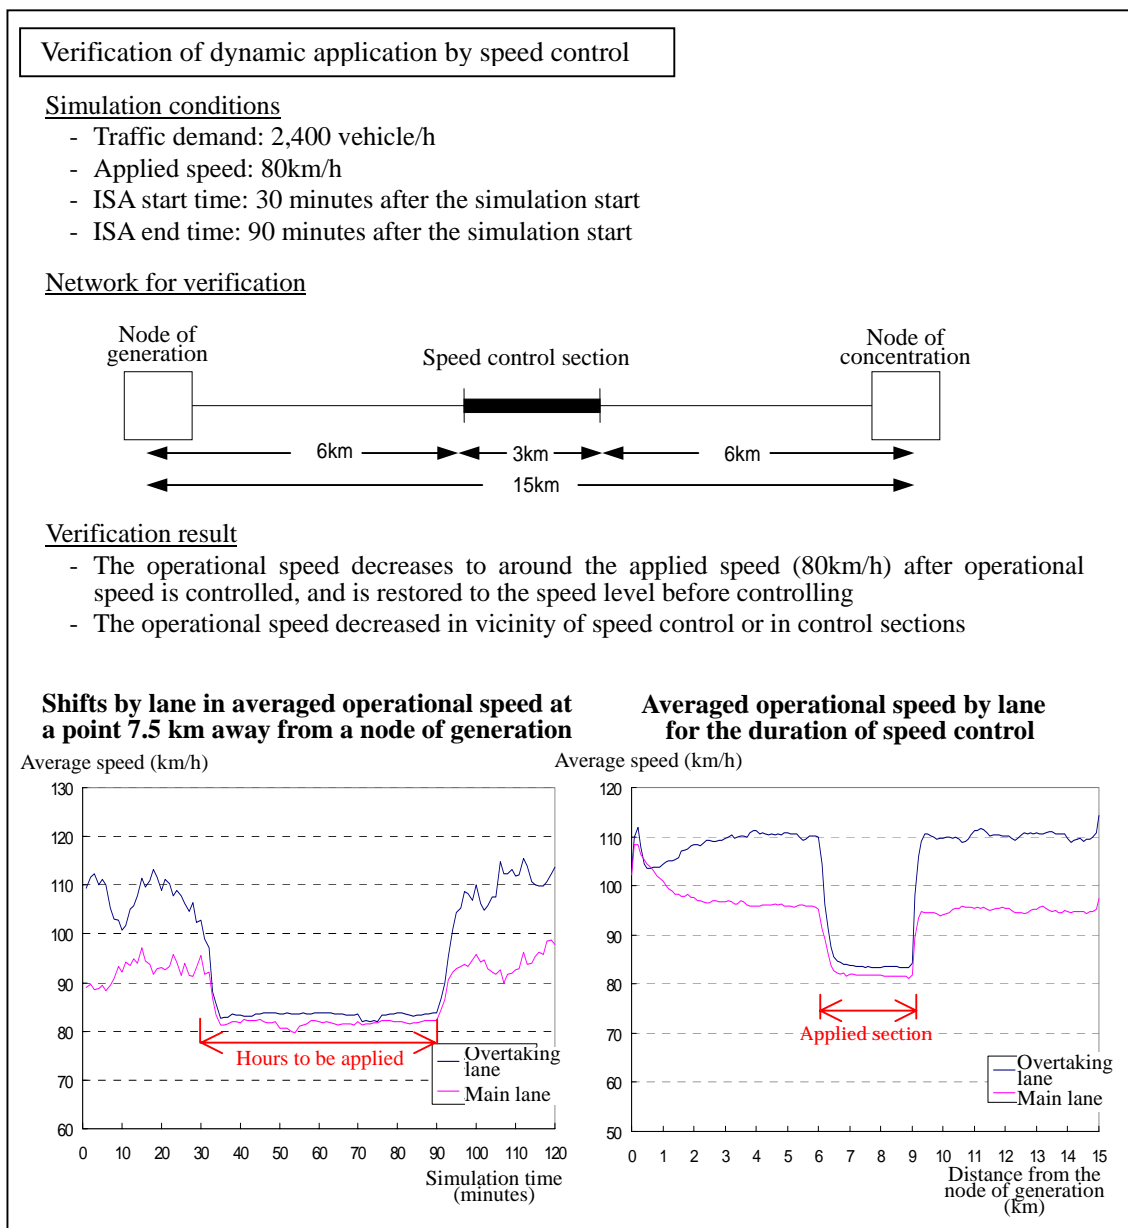 Verification of dynamic application by speed control
Simulation conditions
- Traffic demand: 2,400 vehicle/h
- Applied speed: 80km/h
- ISA start time: 30 minutes after the simulation start
- ISA end time: 90 minutes after the simulation start
Network for verification
Node of
generation
Speed control section
Node of
concentration
6km
3km
6km
15km
Verification result
- The operational speed decreases to around the applied speed (80km/h) after operational
speed is controlled, and is restored to the speed level before controlling
- The operational speed decreased in vicinity of speed control or in control sections
Shifts by lane in averaged operational speed at
a point 7.5 km away from a node of generation
Average speed (km/h)
130
120
110
100
90
80
70
60
0 10 20 30 40 50 60 70 80 90 100 110 120
Hours to be applied
Overtaking
lane
Main lane
Simulation time
(minutes)
Averaged operational speed by lane
for the duration of speed control
Average speed (km/h)
120
110
100
90
80
70
60
50
0 1 2 3 4 5 6 7 8 9 10 11 12 13 14 15
Applied section
Overtaking
lane
Main lane
Distance from the
node of generation
(km)